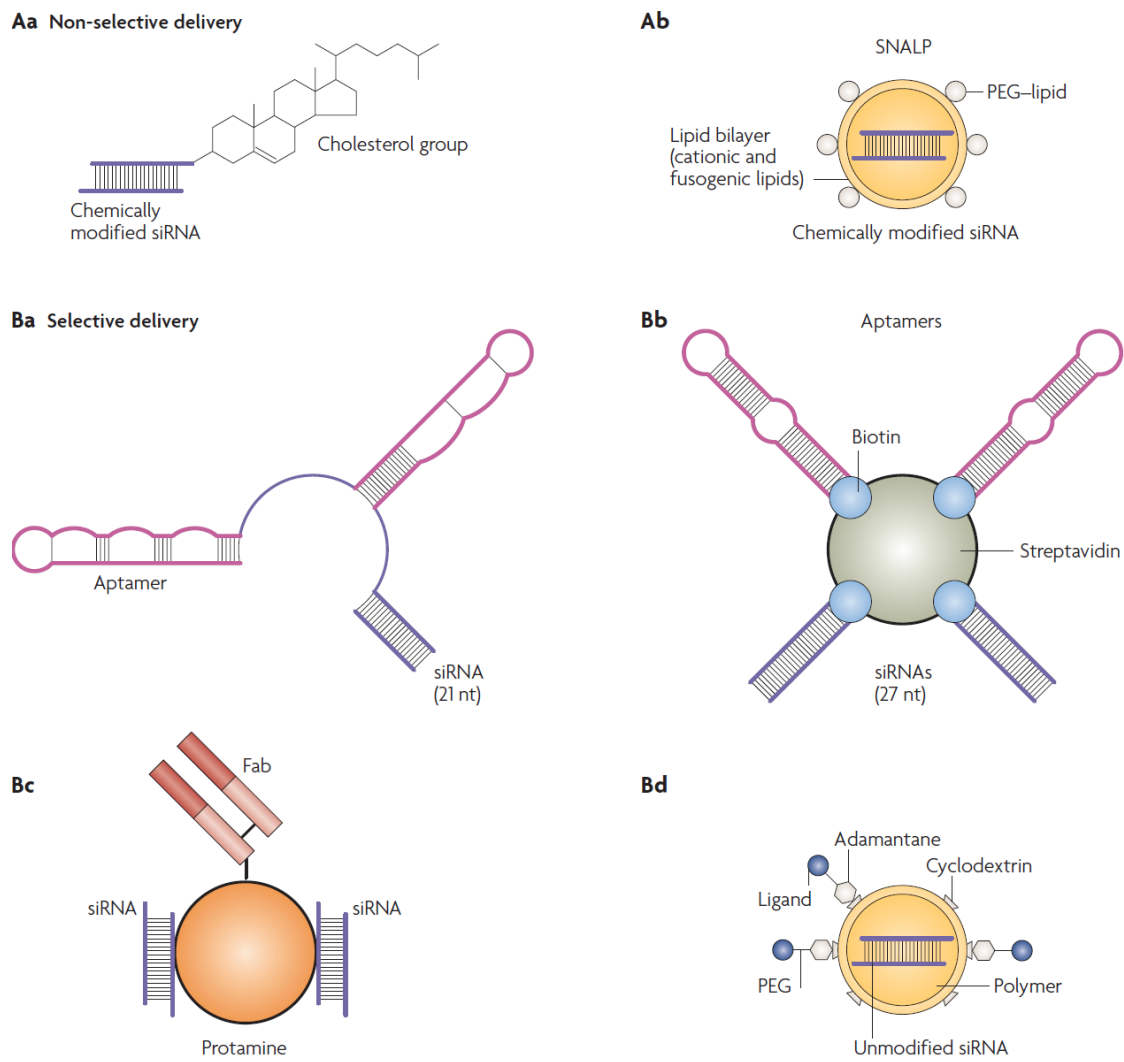 Aa Non-selective delivery
Cholesterol group
Chemically
modified siRNA
Ab
SNALP
PEG–lipid
Lipid bilayer
(cationic and
fusogenic lipids)
Chemically modified siRNA
Ba Selective delivery
Aptamer
siRNA
(21 nt)
Bb
Aptamers
Biotin
Streptavidin
siRNAs
(27 nt)
Bc
Fab
siRNA
siRNA
Protamine
Bd
Adamantane
Cyclodextrin
Ligand
PEG
Polymer
Unmodified siRNA